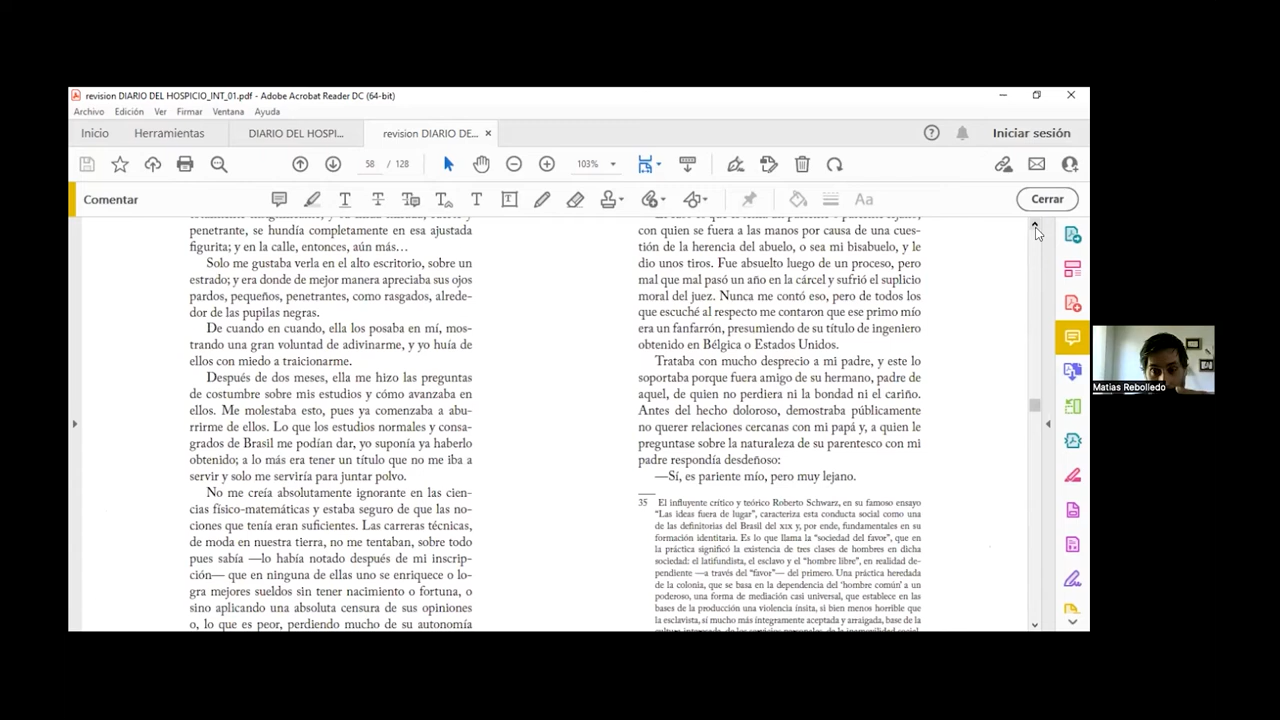 revision DIARIO DEL HOSPICIO_INT_01.pdf - Adobe Acrobat Reader DC (64-bit)
Archivo Edición Ver Firmar Ventana Ayuda
Inicio Herramientas DIARIO DEL HOSPI... revision DIARIO DE... Iniciar sesión
58 / 128 103%
Comentar Cerrar
penetrante, se hundía completamente en esa ajustada
figurita; y en la calle, entonces, aún más…
Solo me gustaba verla en el alto escritorio, sobre un
estrado; y era donde de mejor manera apreciaba sus ojos
pardos, pequeños, penetrantes, como rasgados, alrede-
dor de las pupilas negras.
De cuando en cuando, ella los posaba en mí, mos-
trando una gran voluntad de adivinarme, y yo huía de
ellos con miedo a traicionarme.
Después de dos meses, ella me hizo las preguntas
de costumbre sobre mis estudios y cómo avanzaba en
ellos. Me molestaba esto, pues ya comenzaba a abu-
rrirme de ellos. Lo que los estudios normales y consa-
grados de Brasil me podían dar, yo suponía ya haberlo
obtenido; a lo más era tener un título que no me iba a
servir y solo me serviría para juntar polvo.
No me creía absolutamente ignorante en las cien-
cias físico-matemáticas y estaba seguro de que las no-
ciones que tenía eran suficientes. Las carreras técnicas,
de moda en nuestra tierra, no me tentaban, sobre todo
pues sabía —lo había notado después de mi inscrip-
ción— que en ninguna de ellas uno se enriquece o lo-
gra mejores sueldos sin tener nacimiento o fortuna, o
sino aplicando una absoluta censura de sus opiniones
o, lo que es peor, perdiendo mucho de su autonomía
con quien se fuera a las manos por causa de una cues-
tión de la herencia del abuelo, o sea mi bisabuelo, y le
dio unos tiros. Fue absuelto luego de un proceso, pero
mal que mal pasó un año en la cárcel y sufrió el suplicio
moral del juez. Nunca me contó eso, pero de todos los
que escuché al respecto me contaron que ese primo mío
era un fanfarrón, presumiendo de su título de ingeniero
obtenido en Bélgica o Estados Unidos.
Trataba con mucho desprecio a mi padre, y este lo
soportaba porque fuera amigo de su hermano, padre de
aquel, de quien no perdiera ni la bondad ni el cariño.
Antes del hecho doloroso, demostraba públicamente
no querer relaciones cercanas con mi papá y, a quien le
preguntase sobre la naturaleza de su parentesco con mi
padre respondía desdeñoso:
—Sí, es pariente mío, pero muy lejano.
35 El influyente crítico y teórico Roberto Schwarz, en su famoso ensayo
“Las ideas fuera de lugar”, caracteriza esta conducta social como una
de las definitorias del Brasil del XIX y, por ende, fundamentales en su
formación identitaria. Es lo que llama la “sociedad del favor”, que en
la práctica significó la existencia de tres clases de hombres en dicha
sociedad: el latifundista, el esclavo y el “hombre libre”, en realidad de-
pendiente —a través del “favor”— del primero. Una práctica heredada
de la colonia, que se basa en la dependencia del ‘hombre común’ a un
poderoso, una forma de mediación casi universal, que establece en las
bases de la producción una violencia ínsita, si bien menos horrible que
la esclavista, sí mucho más íntegramente aceptada y arraigada, base de la
Matias Rebolledo